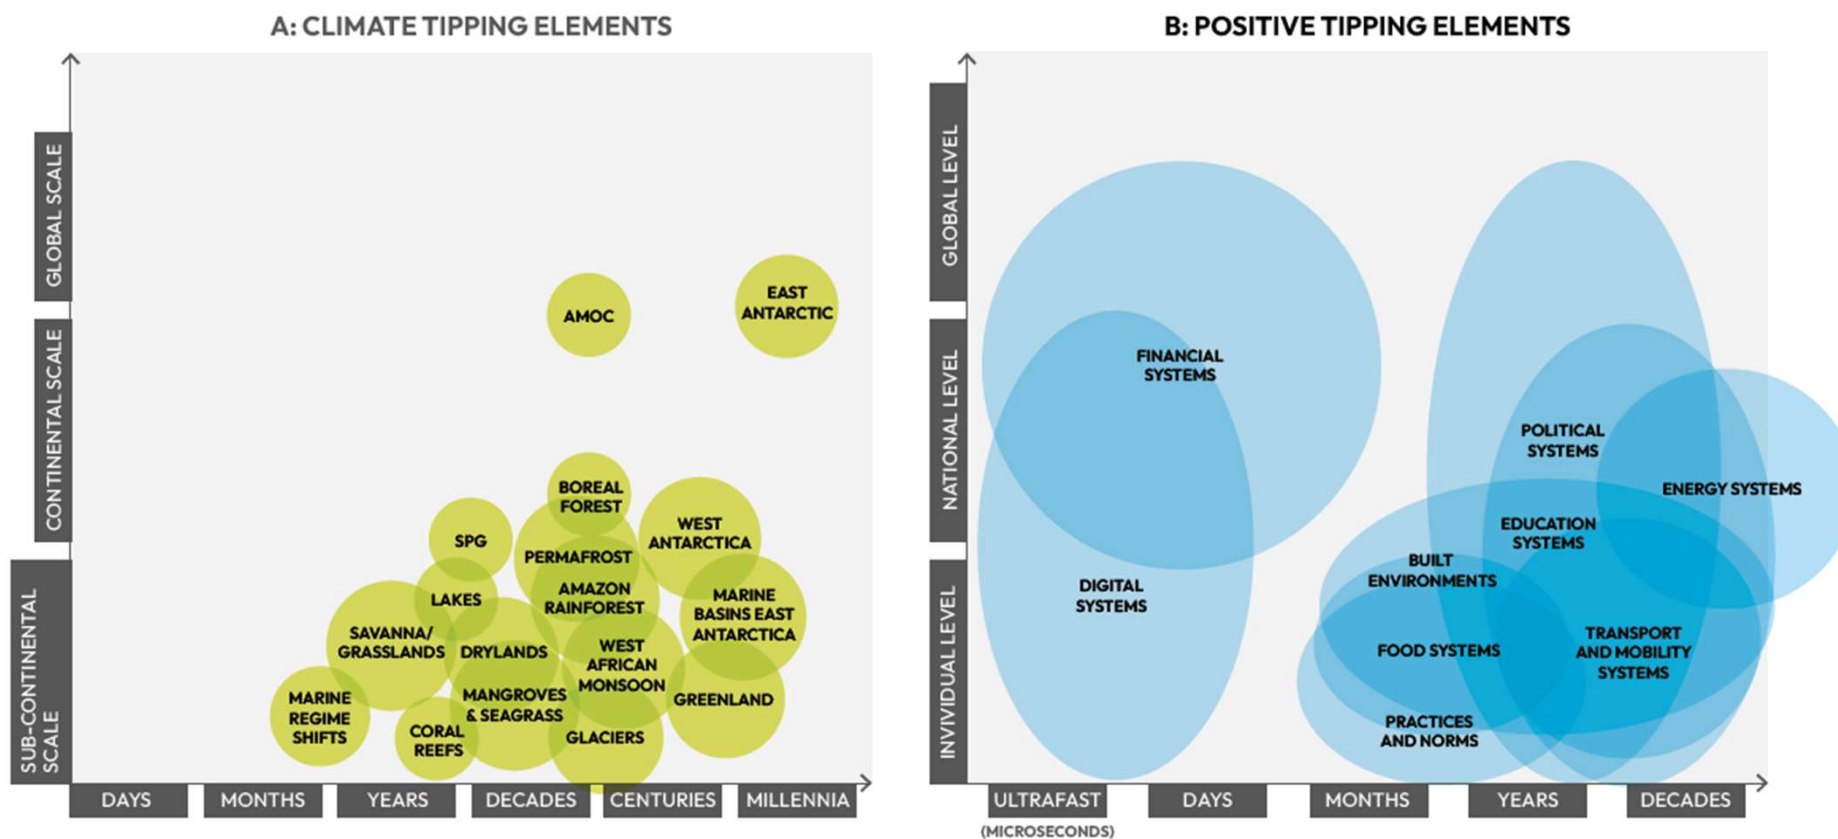 A: CLIMATE TIPPING ELEMENTS
GLOBAL SCALE
CONTINENTAL SCALE
SUB-CONTINENTAL
SCALE
AMOC
EAST
ANTARCTIC
BOREAL
FOREST
SPG
PERMAFROST
WEST
ANTARCTICA
LAKES
AMAZON
RAINFOREST
MARINE
BASINS EAST
ANTARCTICA
SAVANNA/
GRASSLANDS
DRYLANDS
WEST
AFRICAN
MONSOON
MARINE
REGIME
SHIFTS
MANGROVES
& SEAGRASS
GREENLAND
CORAL
REEFS
GLACIERS
DAYS
MONTHS
YEARS
DECADES
CENTURIES
MILLENNIA
B: POSITIVE TIPPING ELEMENTS
GLOBAL LEVEL
NATIONAL LEVEL
INVIVIDUAL LEVEL
FINANCIAL
SYSTEMS
DIGITAL
SYSTEMS
POLITICAL
SYSTEMS
ENERGY SYSTEMS
EDUCATION
SYSTEMS
BUILT
ENVIRONMENTS
FOOD SYSTEMS
TRANSPORT
AND MOBILITY
SYSTEMS
PRACTICES
AND NORMS
ULTRAFAST
(MICROSECONDS)
DAYS
MONTHS
YEARS
DECADES